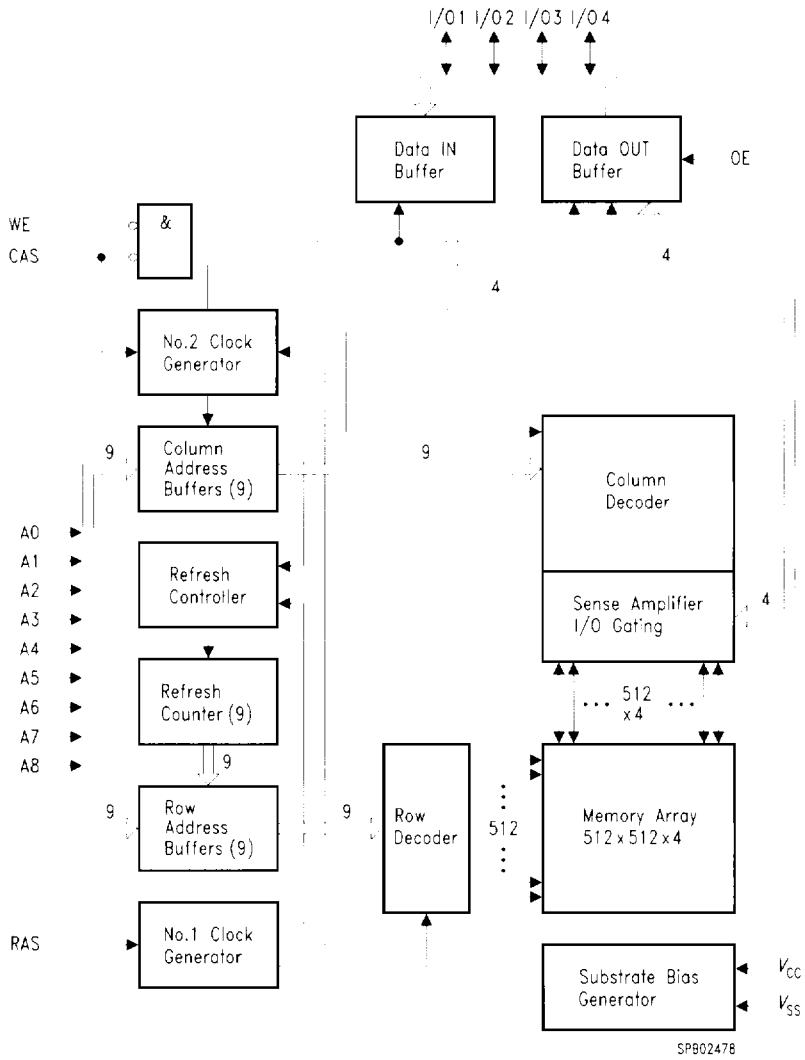 I/O1 I/O2 I/O3 I/O4
Data IN
Buffer
Data OUT
Buffer
OE
WE
&
CAS
4
4
No.2 Clock
Generator
9
Column
Address
Buffers (9)
9
Column
Decoder
A0
A1
A2
A3
A4
A5
A6
A7
A8
Refresh
Controller
Sense Amplifier
I/O Gating
4
Refresh
Counter (9)
9
... 512 ...
x4
9
Row
Address
Buffers (9)
9
Row
Decoder
512
Memory Array
512x512x4
RAS
No.1 Clock
Generator
Substrate Bias
Generator
VCC
VSS
SPB02478